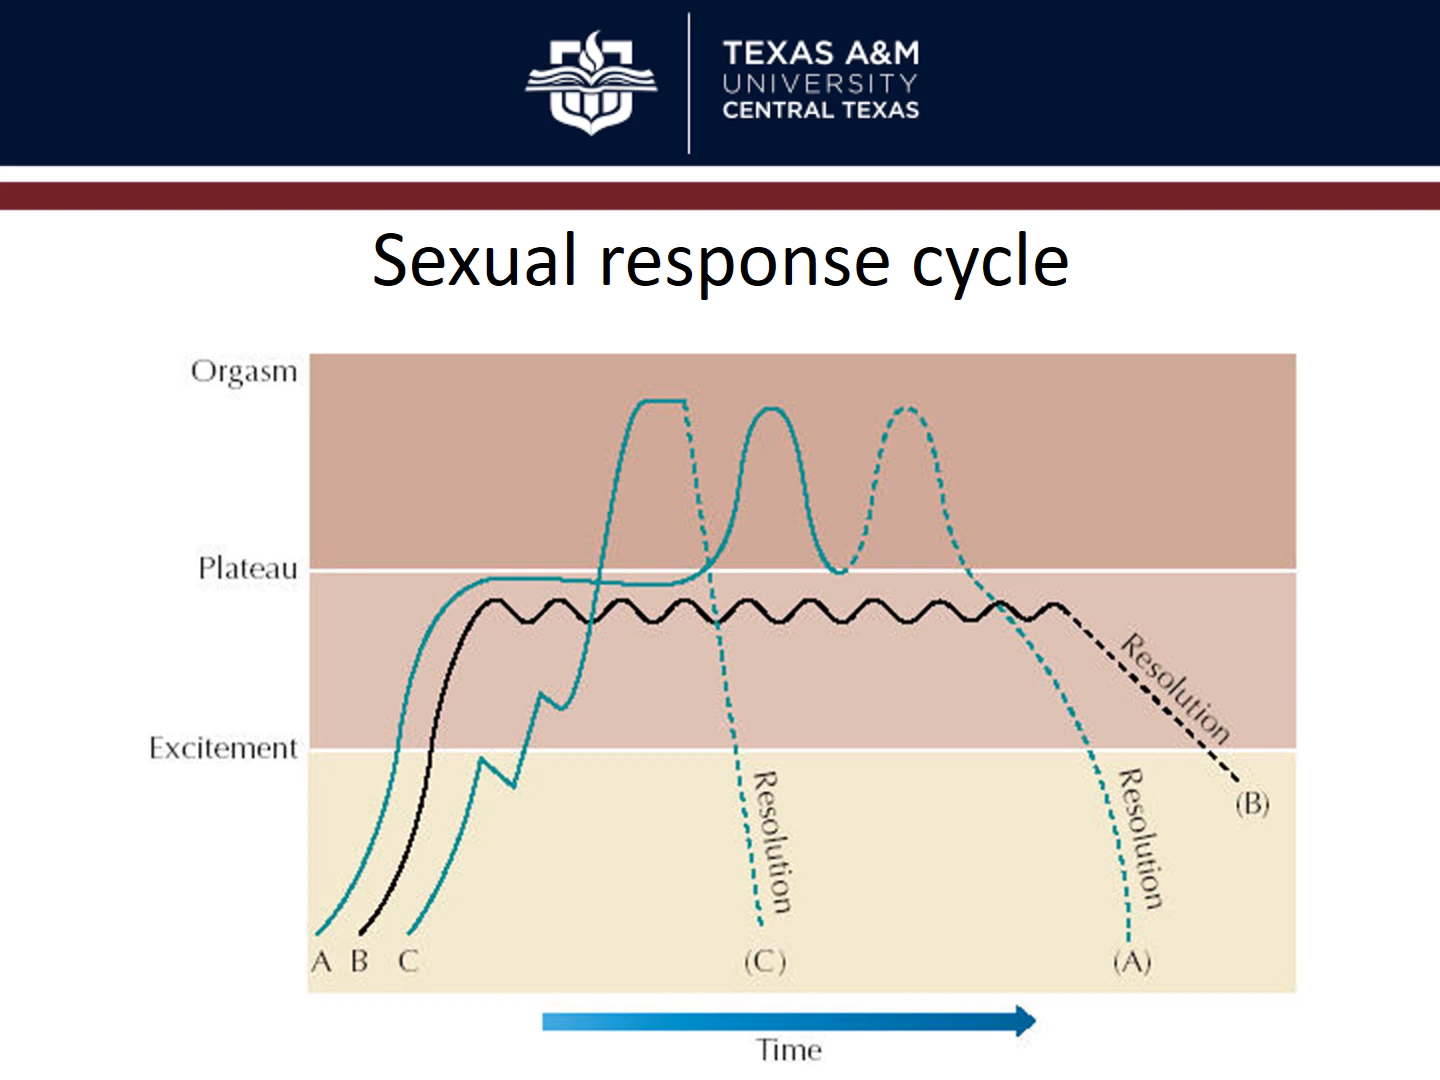 TEXAS A&M
UNIVERSITY
CENTRAL TEXAS
Sexual response cycle
Orgasm
Plateau
Resolution
Excitement
Resolution
Resolution
(B)
A B C
(C)
(A)
Time